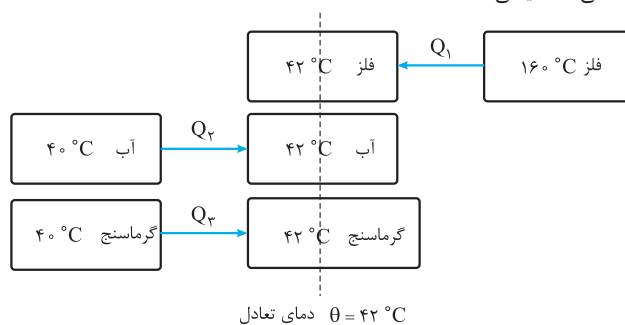 فلز ۱۶۰ °C
Q۱
فلز ۴۲ °C
آب ۴۰ °C
Q۲
آب ۴۲ °C
گرماسنج ۴۰ °C
Q۳
گرماسنج ۴۲ °C
دمای تعادل θ = ۴۲ °C